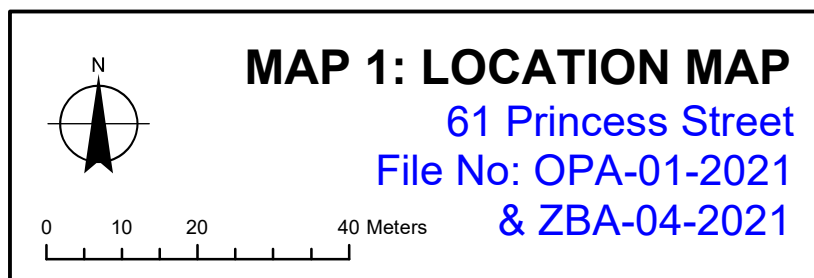 N
MAP 1: LOCATION MAP
61 Princess Street
File No: OPA-01-2021
& ZBA-04-2021
0 10 20 40 Meters